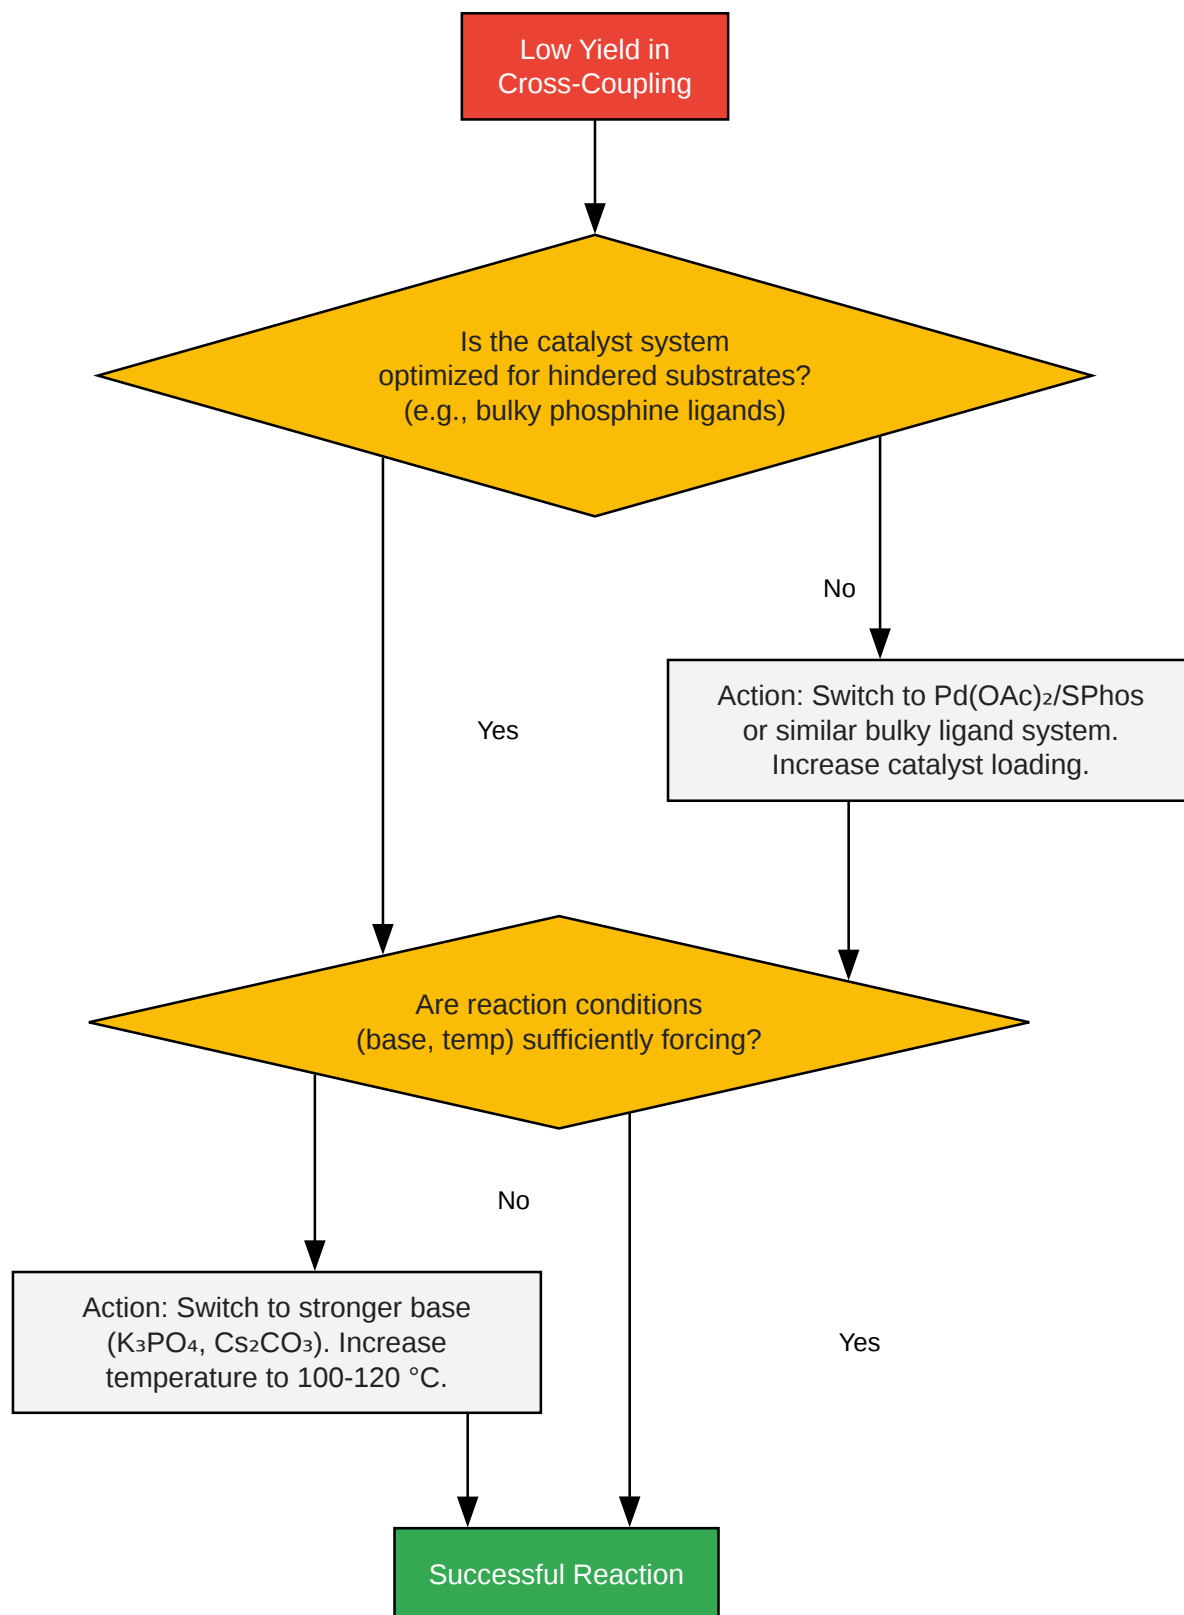 Low Yield in
Cross-Coupling
Is the catalyst system
optimized for hindered substrates?
(e.g., bulky phosphine ligands)
No
Action: Switch to Pd(OAc)₂/SPhos
or similar bulky ligand system.
Increase catalyst loading.
Yes
Are reaction conditions
(base, temp) sufficiently forcing?
No
Action: Switch to stronger base
(K₃PO₄, Cs₂CO₃). Increase
temperature to 100-120 °C.
Yes
Successful Reaction